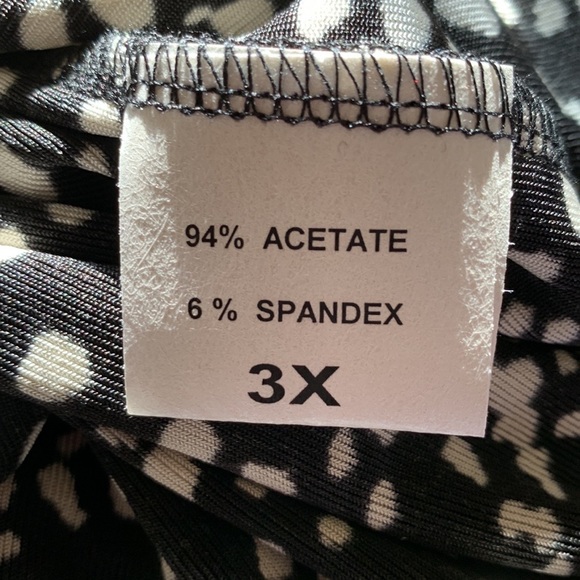 94% ACETATE
6 % SPANDEX
3X